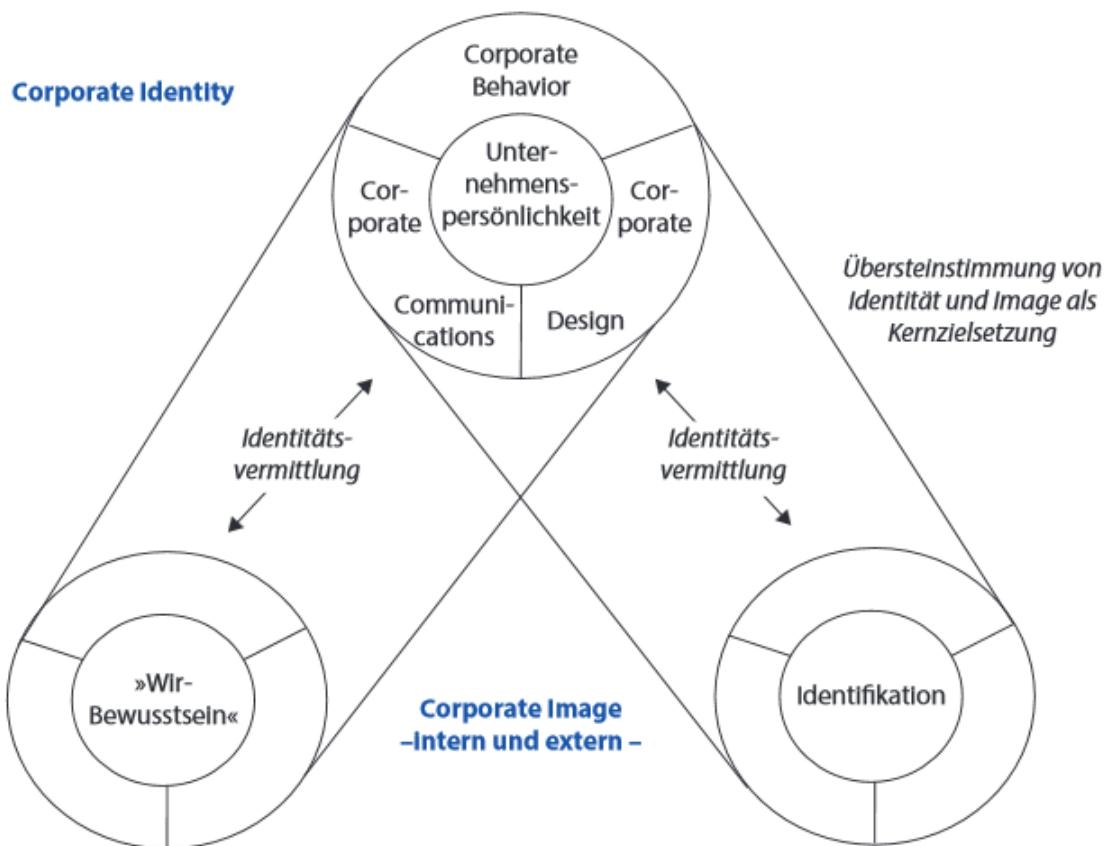 Corporate
Behavior
Corporate Identity
Unter-
nehmens-
persönlichkeit
Cor-
porate
Cor-
porate
Communi-
cations
Design
Übersteinstimmung von
Identität und Image als
Kernzielsetzung
Identitäts-
vermittlung
Identitäts-
vermittlung
»Wir-
Bewusstsein«
Corporate Image
–intern und extern –
Identifikation